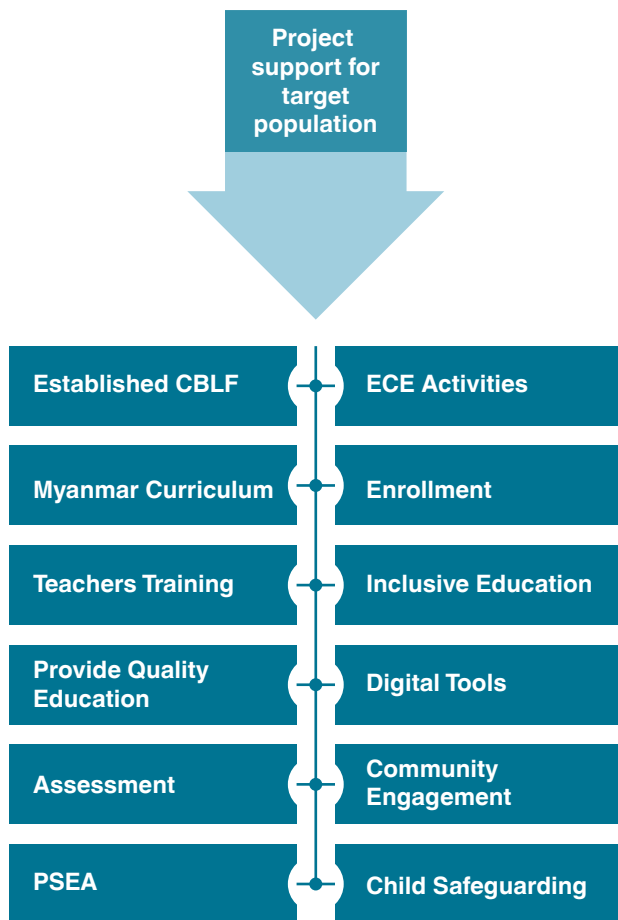 Project
support for
target
population
Established CBLF
ECE Activities
Myanmar Curriculum
Enrollment
Teachers Training
Inclusive Education
Provide Quality
Education
Digital Tools
Assessment
Community
Engagement
PSEA
Child Safeguarding